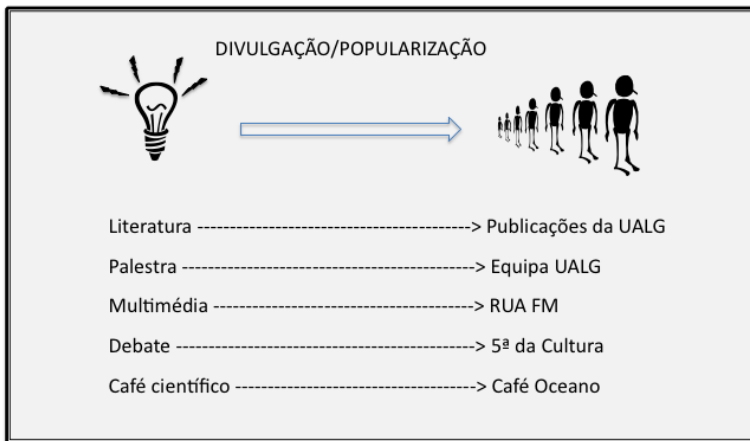 DIVULGAÇÃO/POPULARIZAÇÃO
Literatura ------------------------------------------> Publicações da UALG
Palestra ---------------------------------------------> Equipa UALG
Multimédia ----------------------------------------> RUA FM
Debate ----------------------------------------------> 5ª da Cultura
Café científico -------------------------------------> Café Oceano